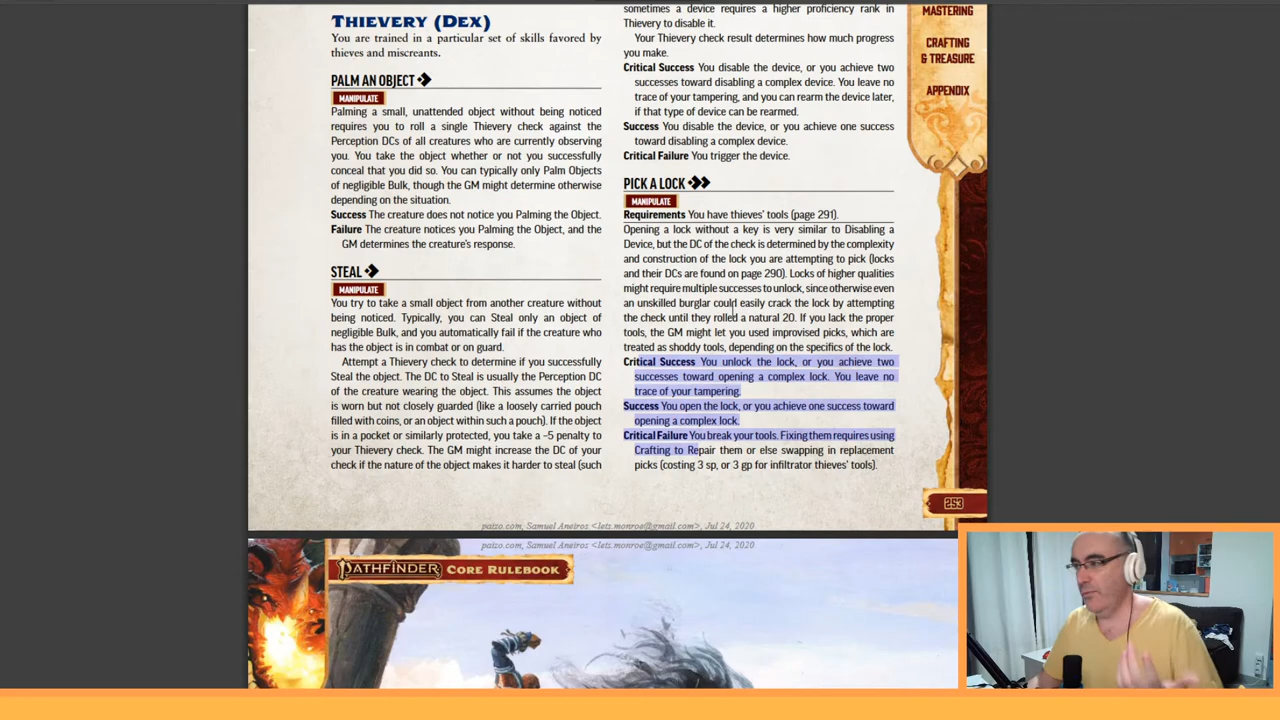 THIEVERY (DEX)
You are trained in a particular set of skills favored by
thieves and miscreants.
PALM AN OBJECT
MANIPULATE
Palming a small, unattended object without being noticed
requires you to roll a single Thievery check against the
Perception DCs of all creatures who are currently observing
you. You take the object whether or not you successfully
conceal that you did so. You can typically only Palm Objects
of negligible Bulk, though the GM might determine otherwise
depending on the situation.
Success The creature does not notice you Palming the Object.
Failure The creature notices you Palming the Object, and the
GM determines the creature's response.
STEAL
MANIPULATE
You try to take a small object from another creature without
being noticed. Typically, you can Steal only an object of
negligible Bulk, and you automatically fail if the creature who
has the object is in combat or on guard.
Attempt a Thievery check to determine if you successfully
Steal the object. The DC to Steal is usually the Perception DC
of the creature wearing the object. This assumes the object
is worn but not closely guarded (like a loosely carried pouch
filled with coins, or an object within such a pouch). If the object
is in a pocket or similarly protected, you take a –5 penalty to
your Thievery check. The GM might increase the DC of your
check if the nature of the object makes it harder to steal (such
sometimes a device requires a higher proficiency rank in
Thievery to disable it.
Your Thievery check result determines how much progress
you make.
Critical Success You disable the device, or you achieve two
successes toward disabling a complex device. You leave no
trace of your tampering, and you can rearm the device later,
if that type of device can be rearmed.
Success You disable the device, or you achieve one success
toward disabling a complex device.
Critical Failure You trigger the device.
PICK A LOCK
MANIPULATE
Requirements You have thieves' tools (page 291).
Opening a lock without a key is very similar to Disabling a
Device, but the DC of the check is determined by the complexity
and construction of the lock you are attempting to pick (locks
and their DCs are found on page 290). Locks of higher qualities
might require multiple successes to unlock, since otherwise even
an unskilled burglar could easily crack the lock by attempting
the check until they rolled a natural 20. If you lack the proper
tools, the GM might let you used improvised picks, which are
treated as shoddy tools, depending on the specifics of the lock.
Critical Success You unlock the lock, or you achieve two
successes toward opening a complex lock. You leave no
trace of your tampering.
Success You open the lock, or you achieve one success toward
opening a complex lock.
Critical Failure You break your tools. Fixing them requires using
Crafting to Repair them or else swapping in replacement
picks (costing 3 sp, or 3 gp for infiltrator thieves' tools).
MASTERING
CRAFTING
& TREASURE
APPENDIX
253
paizo.com, Samuel Aneiros <lets.monroe@gmail.com>, Jul 24, 2020
paizo.com, Samuel Aneiros <lets.monroe@gmail.com>, Jul 24, 2020
PATHFINDER CORE RULEBOOK